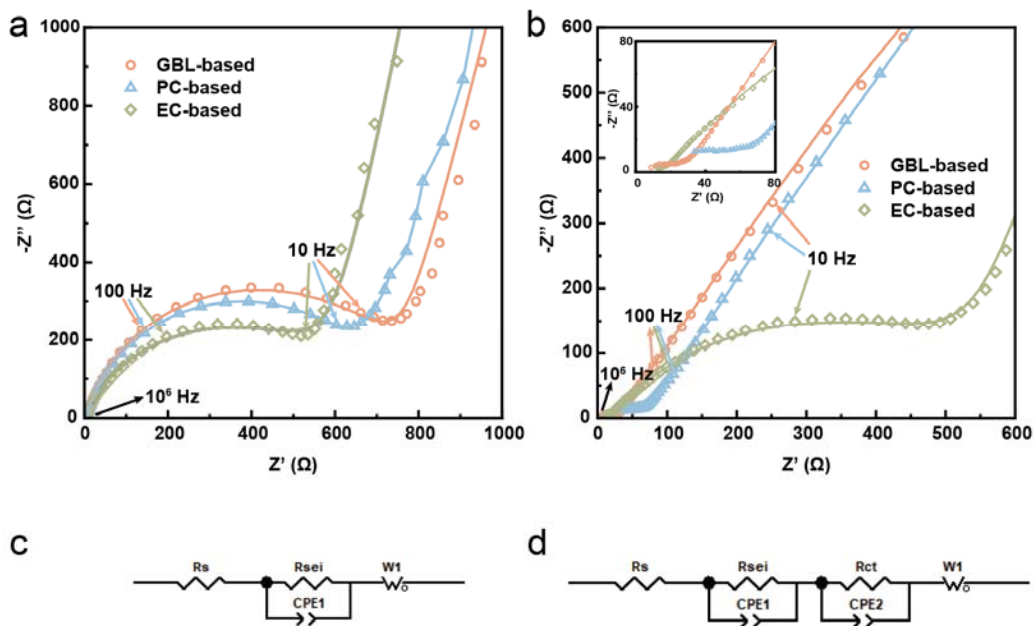 a
1000
800
600
400
200
0
-Z'' (Ω)
GBL-based
PC-based
EC-based
100 Hz
10 Hz
10⁶ Hz
0 200 400 600 800 1000
Z' (Ω)
b
600
500
400
300
200
100
0
-Z'' (Ω)
80
40
0
-Z'' (Ω)
0 40 80
Z' (Ω)
GBL-based
PC-based
EC-based
10 Hz
100 Hz
10⁶ Hz
0 100 200 300 400 500 600
Z' (Ω)
c
Rs Rsei W1
CPE1
d
Rs Rsei Rct W1
CPE1 CPE2